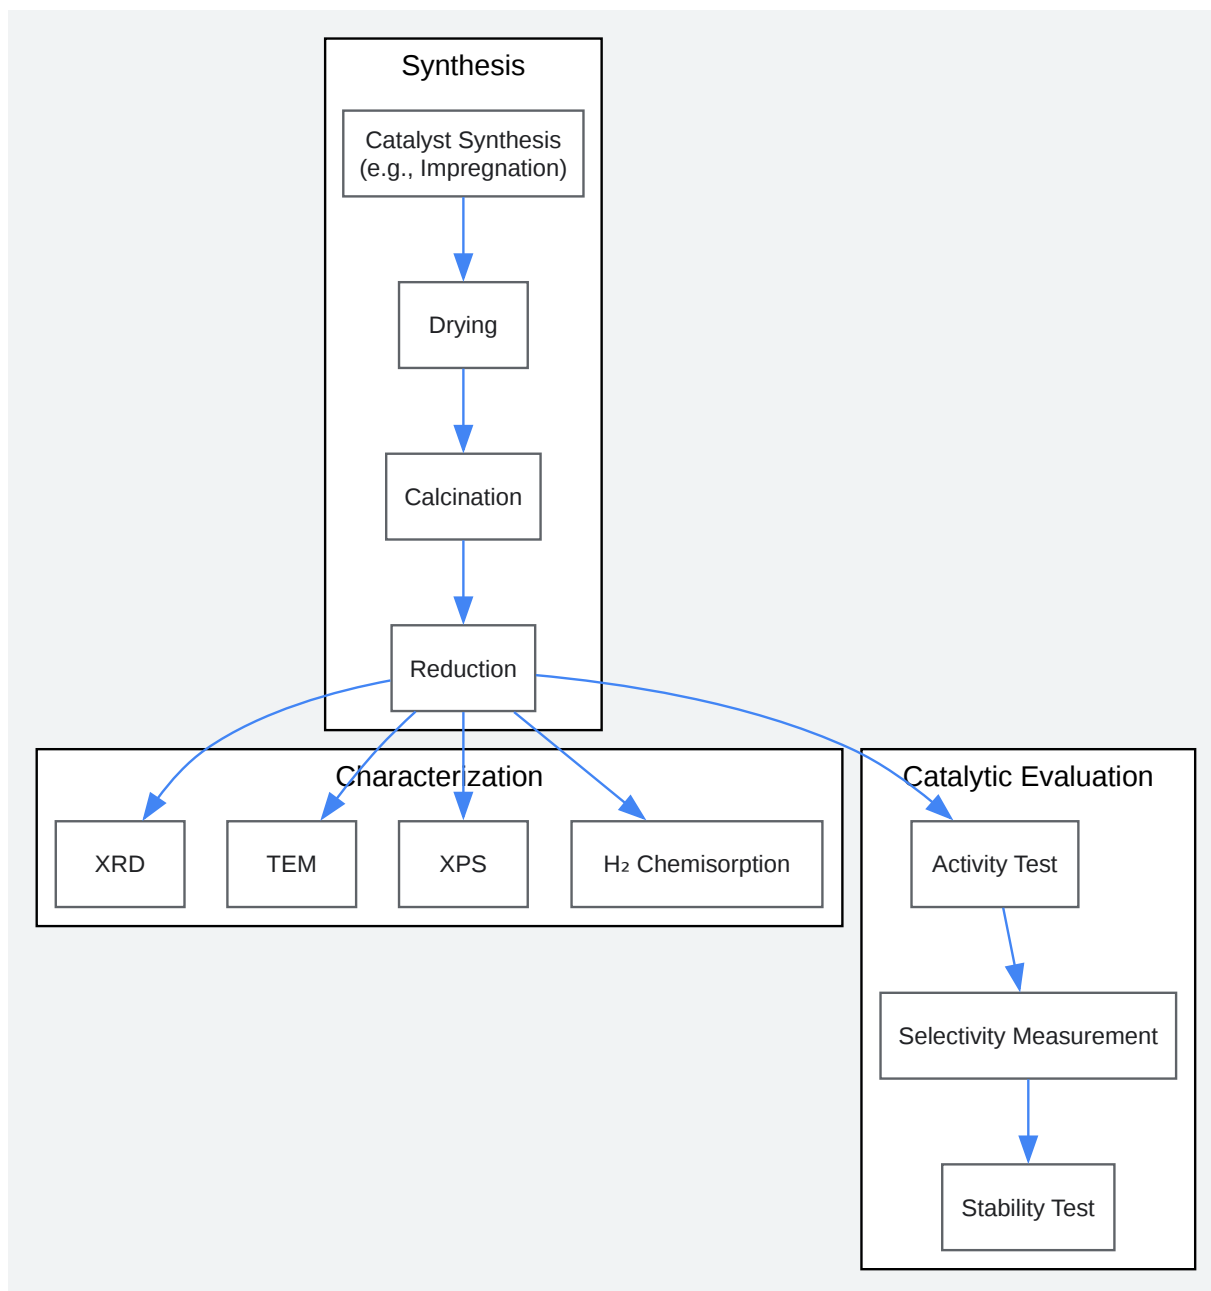 Synthesis
Catalyst Synthesis
(e.g., Impregnation)
Drying
Calcination
Reduction
Characterization
XRD
TEM
XPS
H₂ Chemisorption
Catalytic Evaluation
Activity Test
Selectivity Measurement
Stability Test